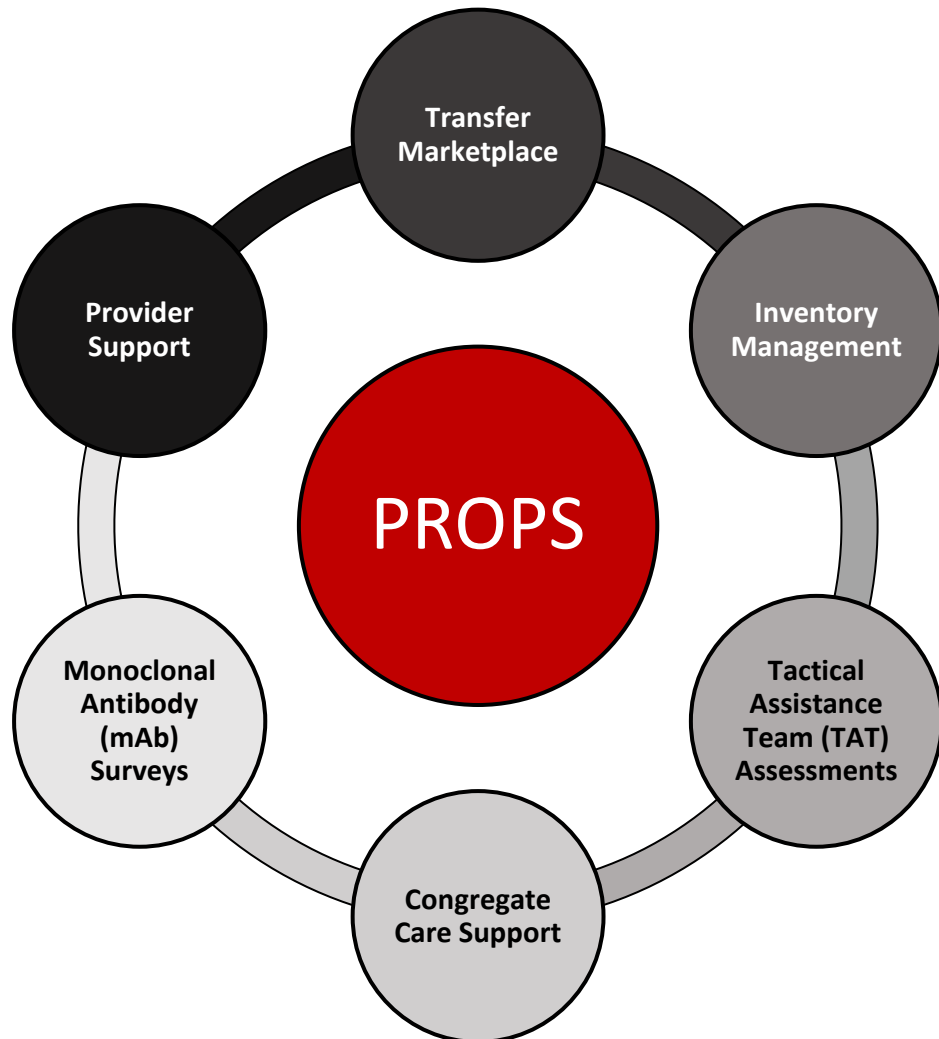 Transfer
Marketplace
Provider
Support
Inventory
Management
PROPS
Monoclonal
Antibody
(mAb)
Surveys
Tactical
Assistance
Team (TAT)
Assessments
Congregate
Care Support